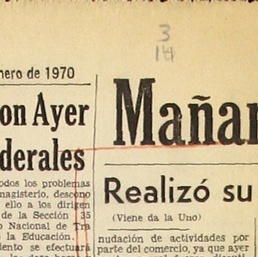 3
14
nero de 1970
on Ayer
derales
odos los problemas
magisterio, descono
ello a los dirigen
de la Sección 35
o Nacional de Tra
la Educación.
iento se efectuará
Mañan
Realizó su
(Viene da la Uno)
nudación de actividades por
parte del comercio, ya que ayer